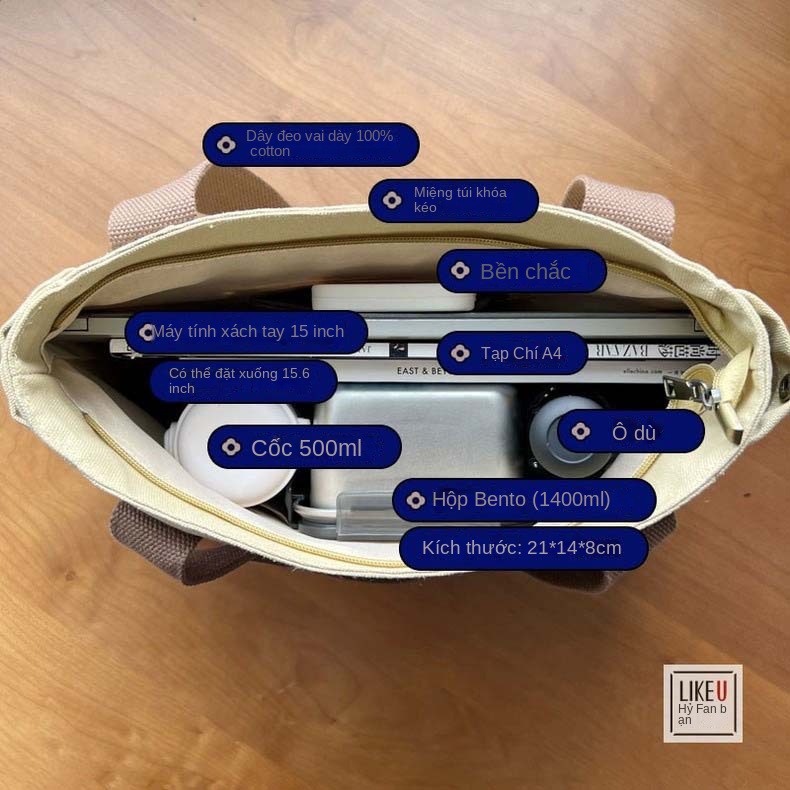 Dây đeo vai dày 100%
cotton
Miệng túi khóa
kéo
Bền chắc
Máy tính xách tay 15 inch
Tạp Chí A4
BAZAAR
EAST & BE
Có thể đặt xuống 15.6
inch
Ô dù
Cốc 500ml
Hộp Bento (1400ml)
Kích thước: 21*14*8cm
LIKEU
Hỷ Fan b
ạn